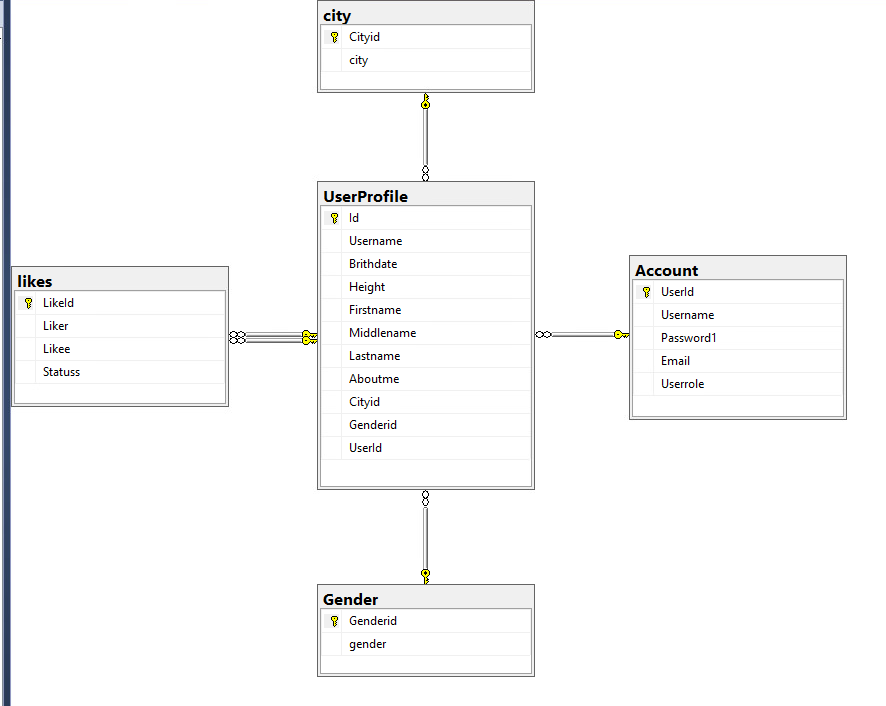 city
Cityid
city
UserProfile
Id
Username
Brithdate
Height
Firstname
Middlename
Lastname
Aboutme
Cityid
Genderid
UserId
likes
LikeId
Liker
Likee
Statuss
Account
UserId
Username
Password1
Email
Userrole
Gender
Genderid
gender